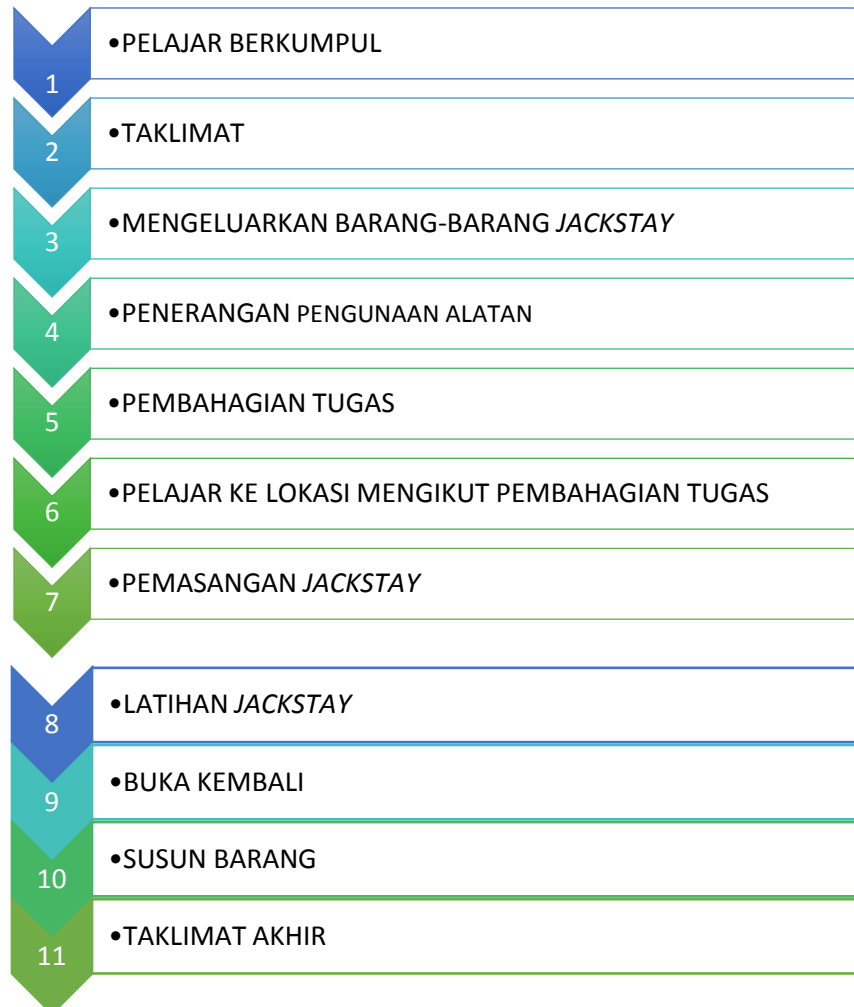 1
•PELAJAR BERKUMPUL
2
•TAKLIMAT
3
•MENGELUARKAN BARANG-BARANG JACKSTAY
4
•PENERANGAN PENGUNAAN ALATAN
5
•PEMBAHAGIAN TUGAS
6
•PELAJAR KE LOKASI MENGIKUT PEMBAHAGIAN TUGAS
7
•PEMASANGAN JACKSTAY
8
•LATIHAN JACKSTAY
9
•BUKA KEMBALI
10
•SUSUN BARANG
11
•TAKLIMAT AKHIR